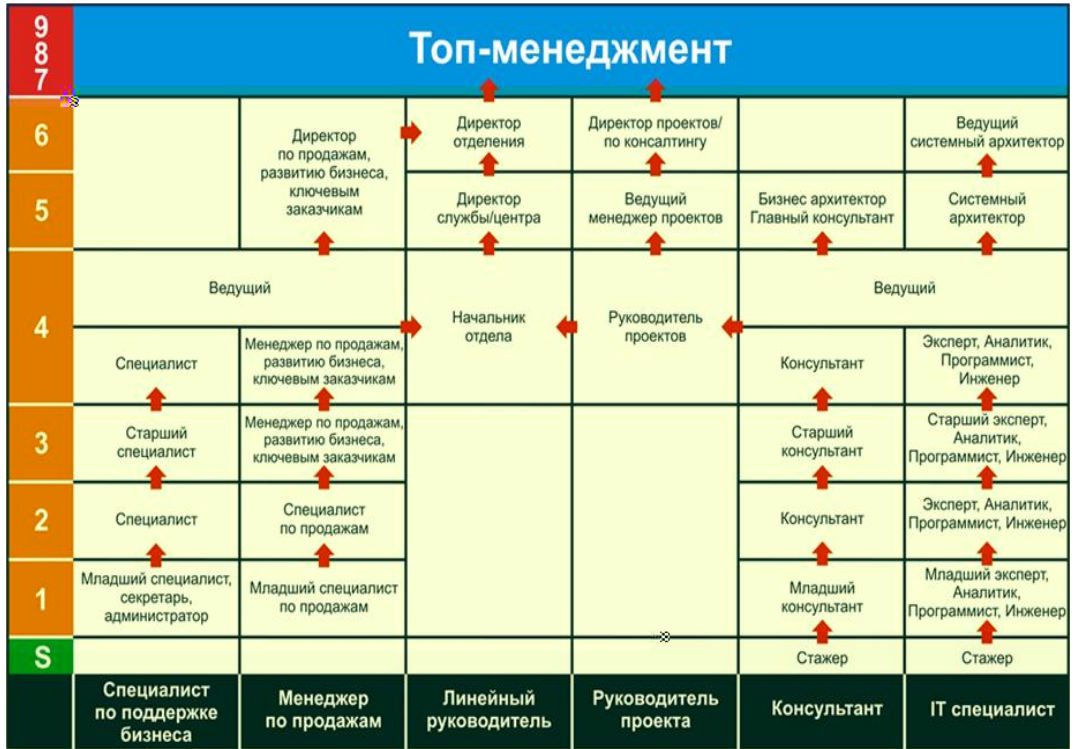 9
8
7
Топ-менеджмент
6
Директор
по продажам,
развитию бизнеса,
ключевым
заказчикам
Директор
отделения
Директор проектов/
по консалтингу
Ведущий
системный архитектор
5
Директор
службы/центра
Ведущий
менеджер проектов
Бизнес архитектор
Главный консультант
Системный
архитектор
4
Ведущий
Начальник
отдела
Руководитель
проектов
Ведущий
Специалист
Менеджер по продажам,
развитию бизнеса,
ключевым заказчикам
Консультант
Эксперт, Аналитик,
Программист,
Инженер
3
Старший
специалист
Менеджер по продажам,
развитию бизнеса,
ключевым заказчикам
Старший
консультант
Старший эксперт,
Аналитик,
Программист, Инженер
2
Специалист
Специалист
по продажам
Консультант
Эксперт, Аналитик,
Программист, Инженер
1
Младший специалист,
секретарь,
администратор
Младший специалист
по продажам
Младший
консультант
Младший эксперт,
Аналитик,
Программист, Инженер
S
Стажер
Стажер
Специалист
по поддержке
бизнеса
Менеджер
по продажам
Линейный
руководитель
Руководитель
проекта
Консультант
IT специалист